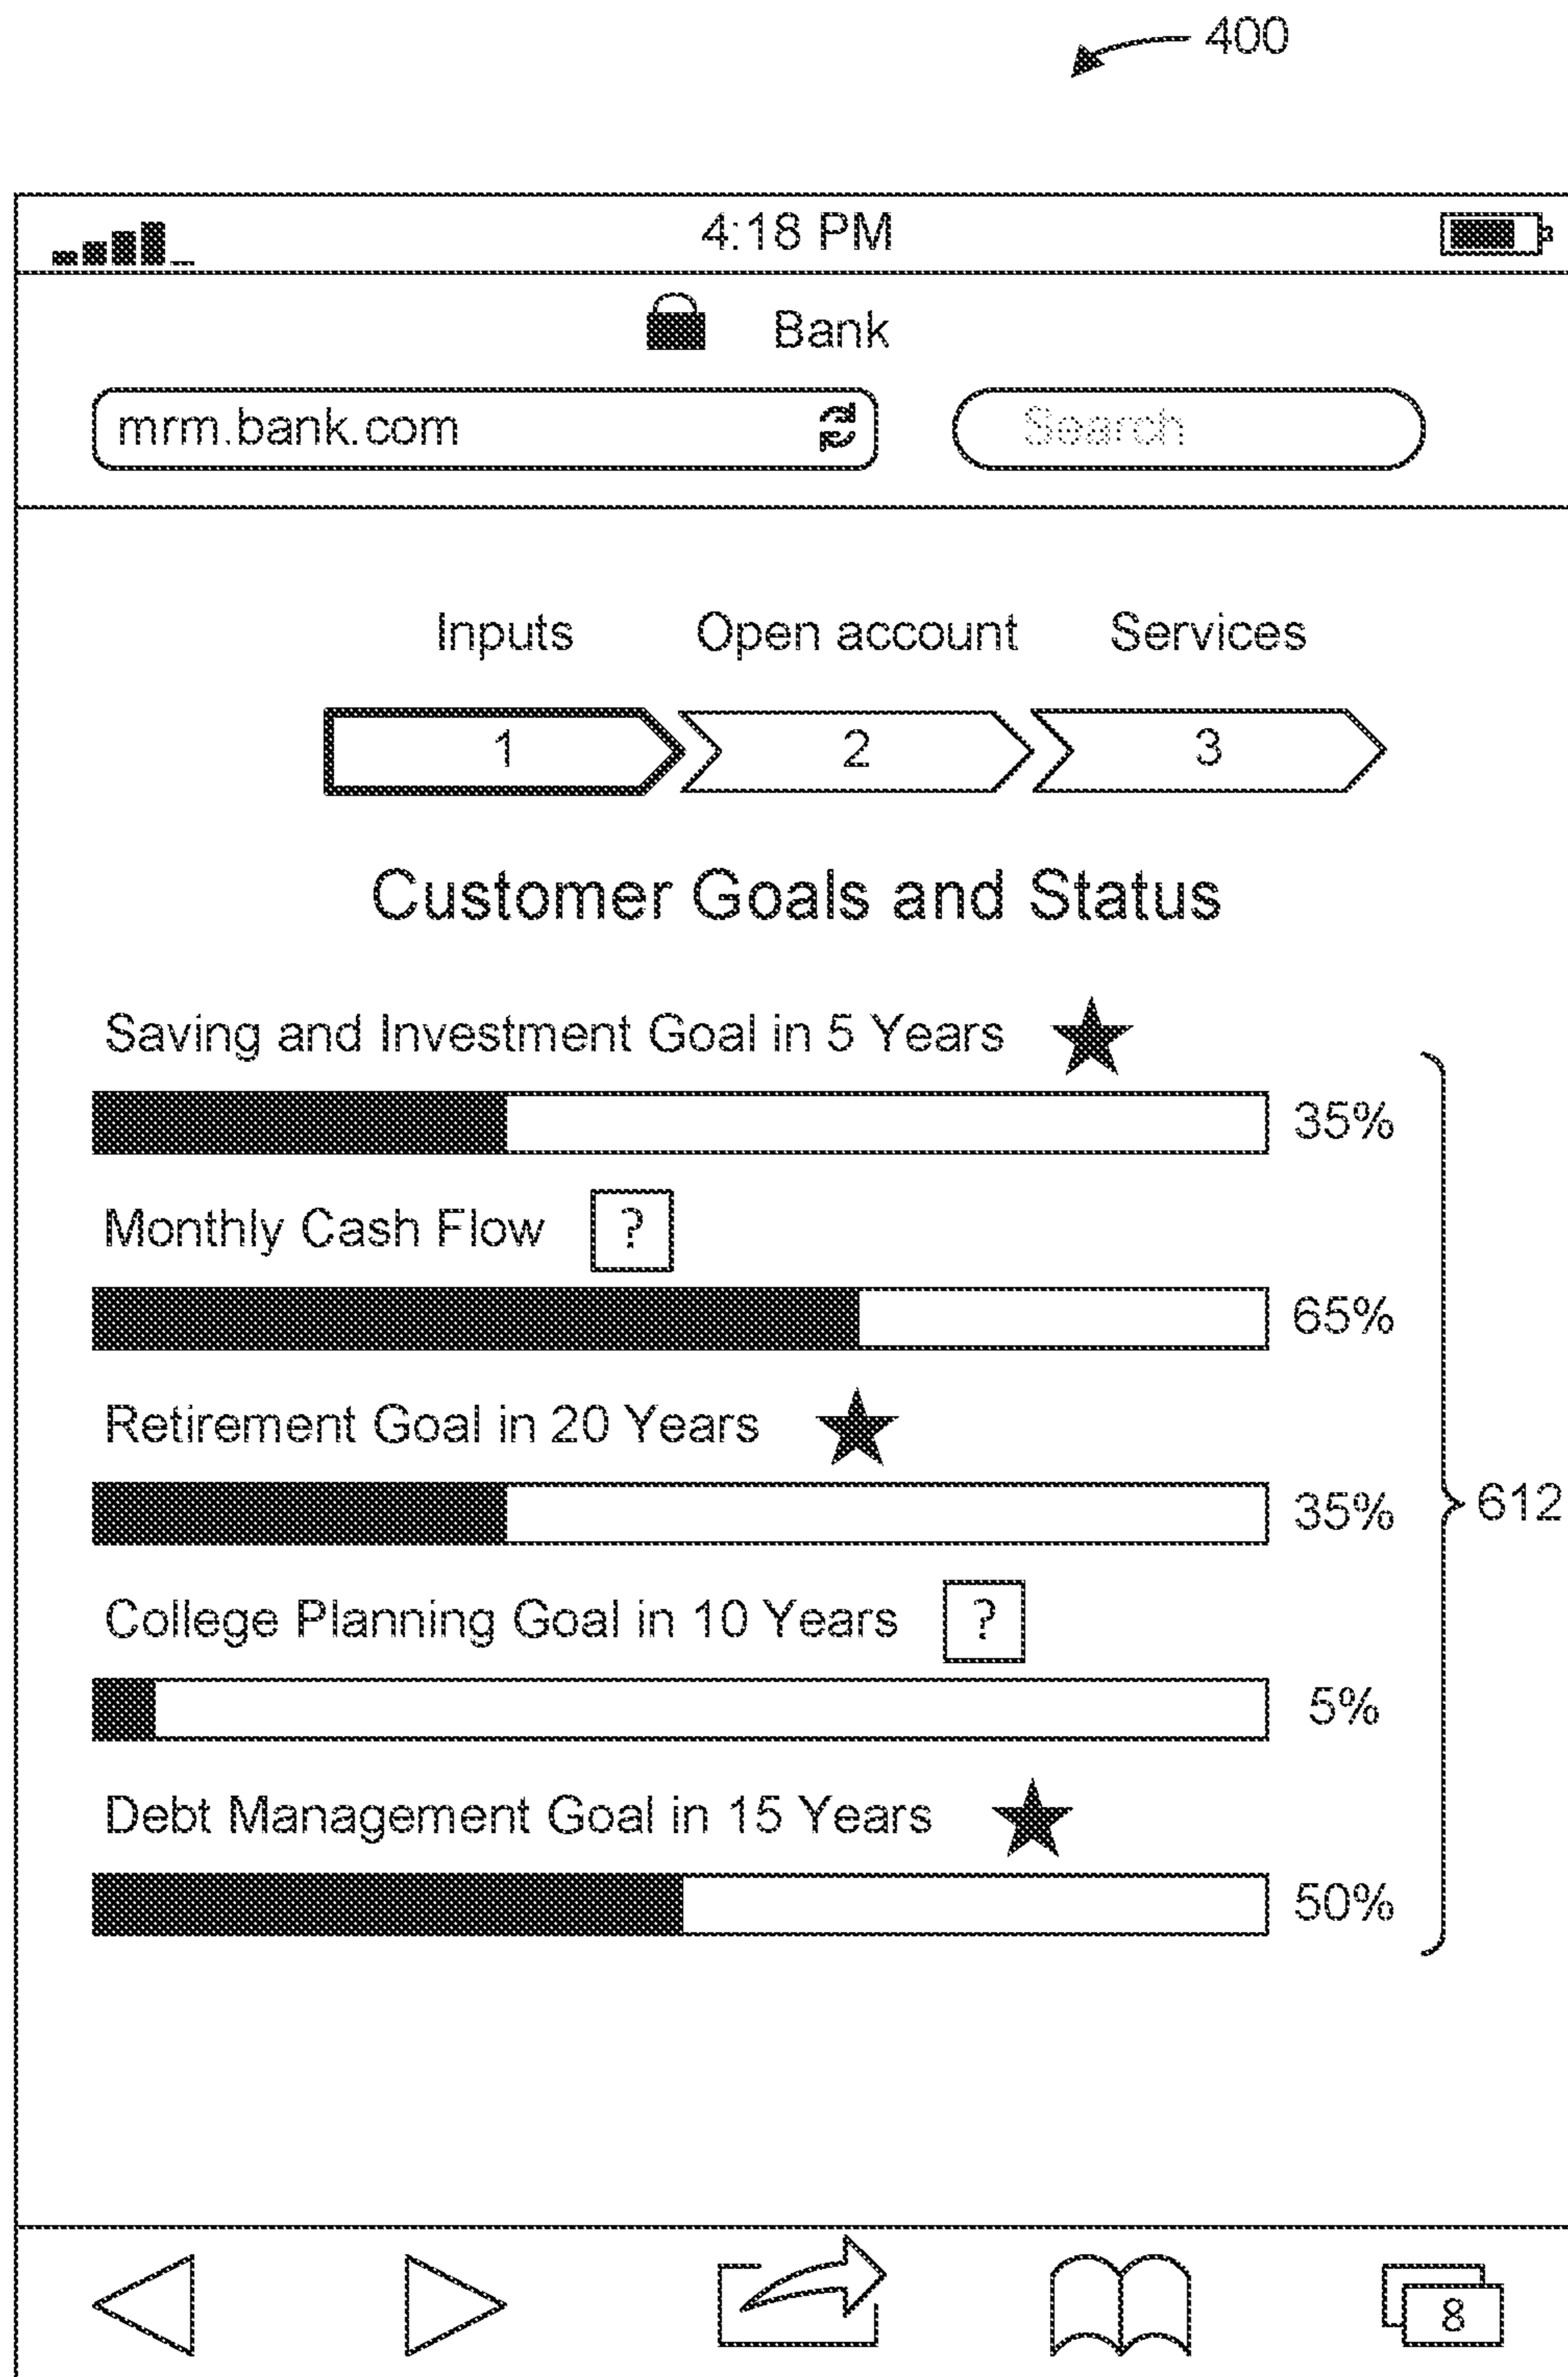 400
4:18 PM
Bank
mrm.bank.com
Search
Inputs Open account Services
1 2 3
Customer Goals and Status
Saving and Investment Goal in 5 Years
35%
Monthly Cash Flow ?
65%
Retirement Goal in 20 Years
35%
612
College Planning Goal in 10 Years ?
5%
Debt Management Goal in 15 Years
50%
8